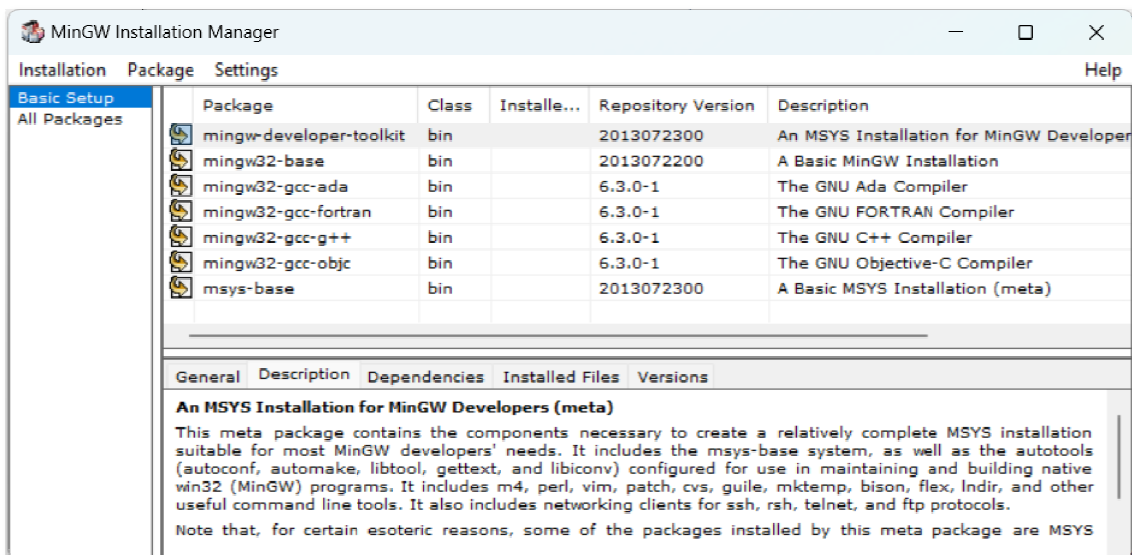 MinGW Installation Manager
Installation Package Settings Help
Basic Setup
All Packages
Package Class Installe... Repository Version Description
mingw-developer-toolkit bin 2013072300 An MSYS Installation for MinGW Developer
mingw32-base bin 2013072200 A Basic MinGW Installation
mingw32-gcc-ada bin 6.3.0-1 The GNU Ada Compiler
mingw32-gcc-fortran bin 6.3.0-1 The GNU FORTRAN Compiler
mingw32-gcc-g++ bin 6.3.0-1 The GNU C++ Compiler
mingw32-gcc-objc bin 6.3.0-1 The GNU Objective-C Compiler
msys-base bin 2013072300 A Basic MSYS Installation (meta)
General Description Dependencies Installed Files Versions
An MSYS Installation for MinGW Developers (meta)
This meta package contains the components necessary to create a relatively complete MSYS installation
suitable for most MinGW developers' needs. It includes the msys-base system, as well as the autotools
(autoconf, automake, libtool, gettext, and libiconv) configured for use in maintaining and building native
win32 (MinGW) programs. It includes m4, perl, vim, patch, cvs, guile, mktemp, bison, flex, lndir, and other
useful command line tools. It also includes networking clients for ssh, rsh, telnet, and ftp protocols.
Note that, for certain esoteric reasons, some of the packages installed by this meta package are MSYS